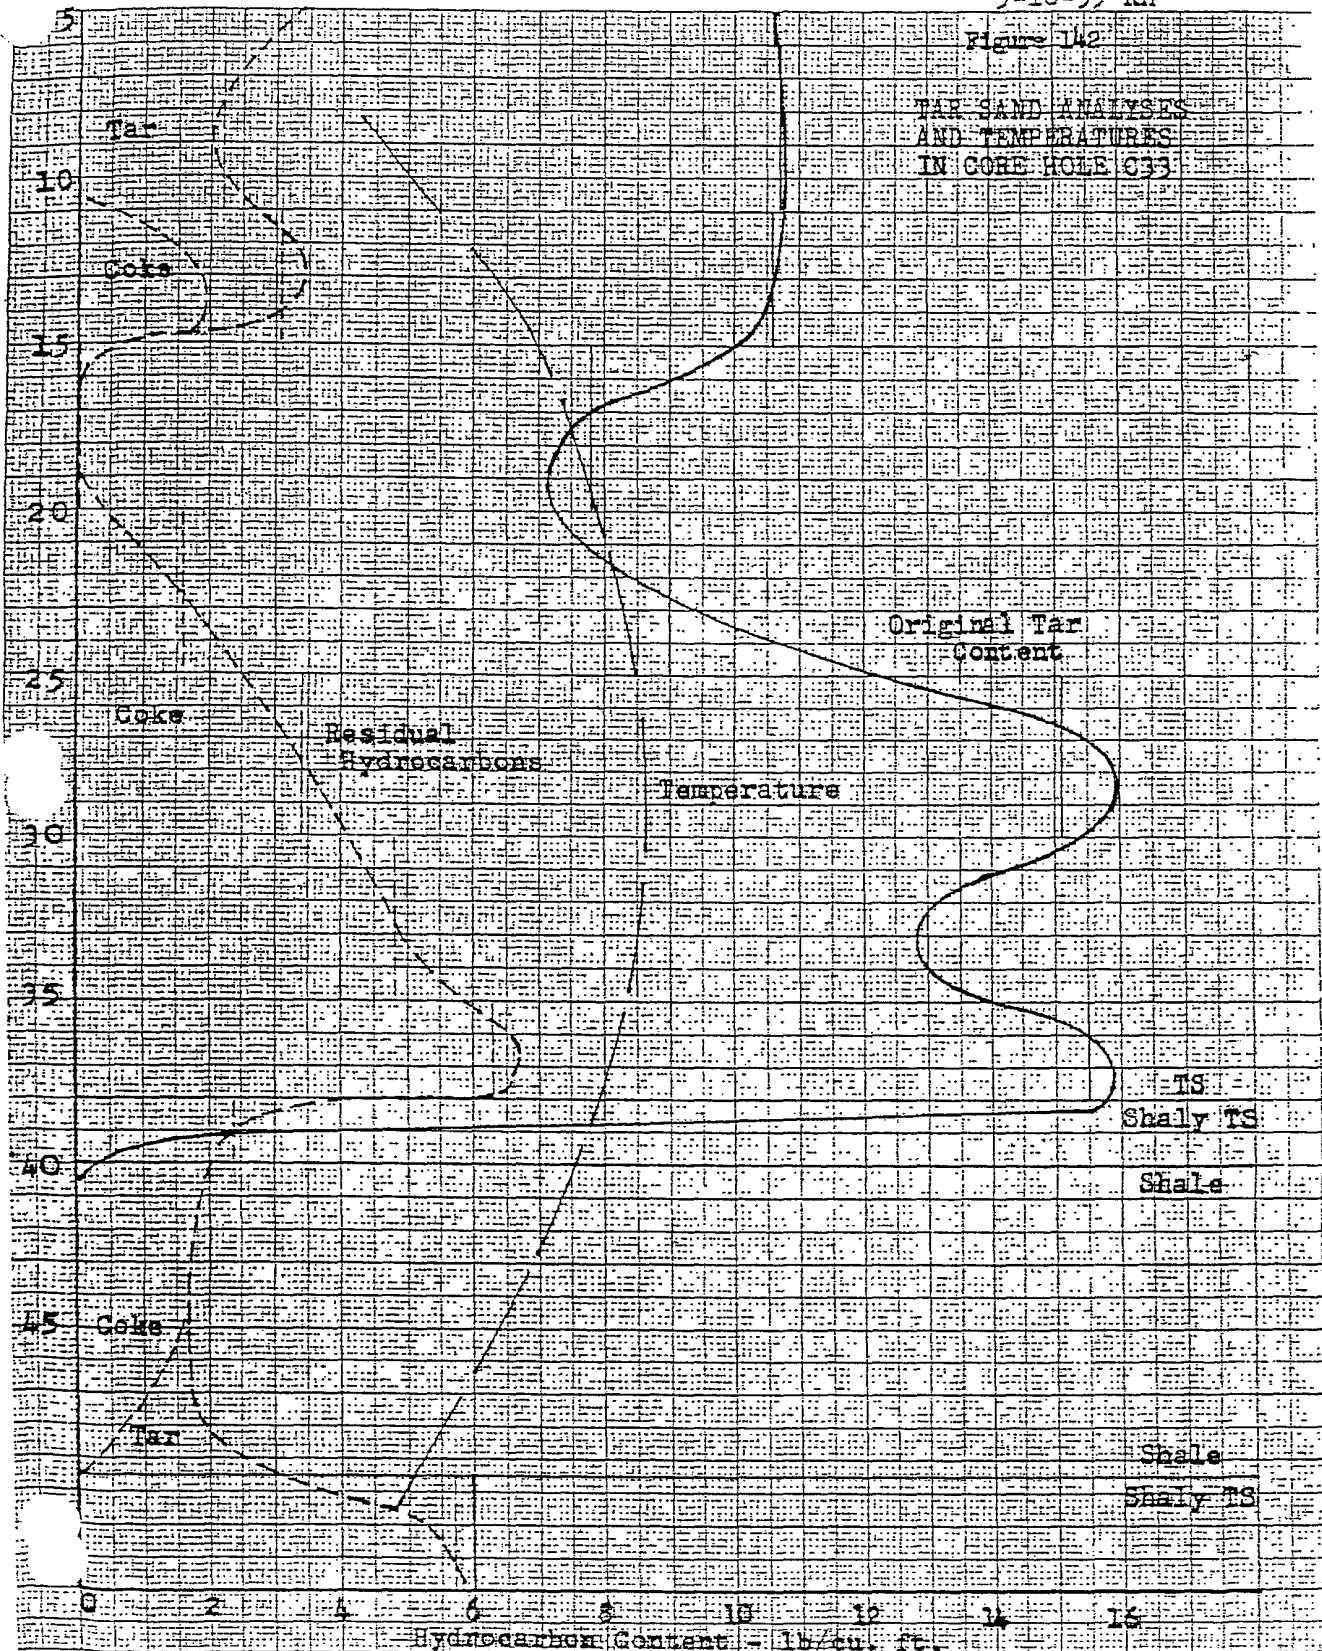 Figure 142
TAR SAND ANALYSES
AND TEMPERATURES
IN CORE HOLE C33
5
Tar
10
Coke
15
20
Original Tar
Content
25
Coke
Residual
Hydrocarbons
Temperature
30
35
TS
Shaly TS
40
Shale
45
Coke
Tar
Shale
Shaly TS
0 2 4 6 8 10 12 14 16
Hydrocarbon Content - lb/cu. ft.